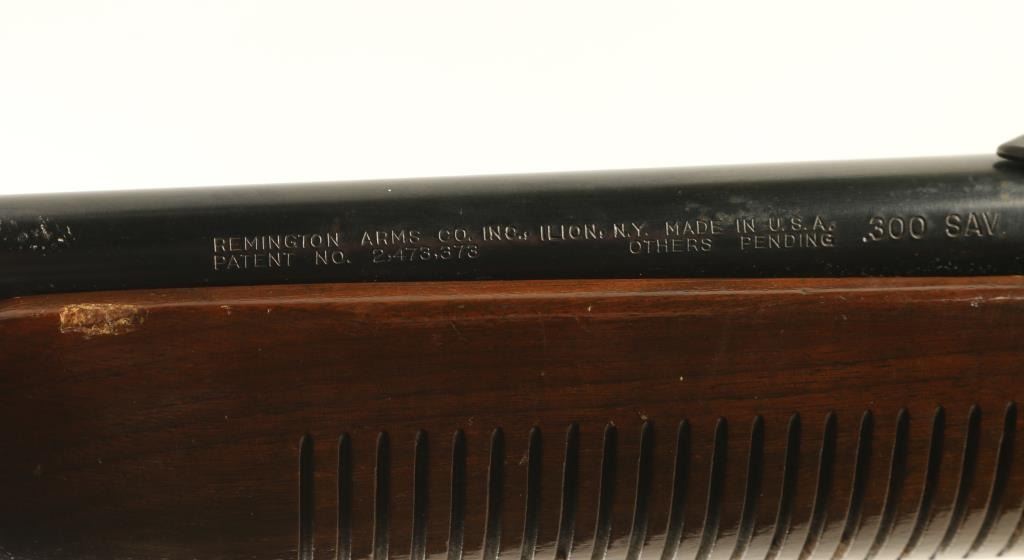 REMINGTON ARMS CO. INC., ILION, N.Y. MADE IN U.S.A.
PATENT NO. 2,473,373 OTHERS PENDING
300 SAV.